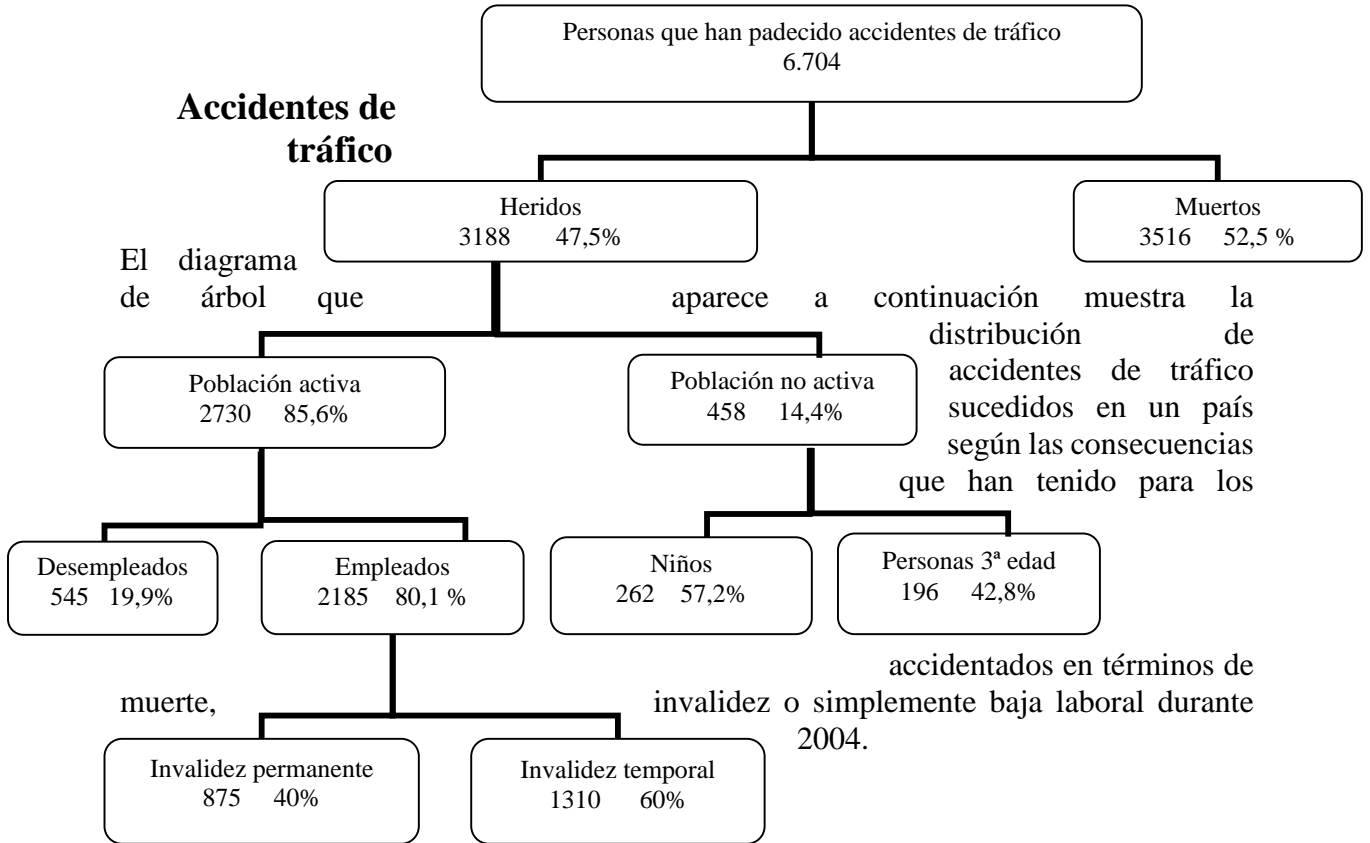 Personas que han padecido accidentes de tráfico
6.704
Accidentes de
tráfico
Heridos
3188 47,5%
Muertos
3516 52,5 %
El diagrama
de árbol que aparece a continuación muestra la
distribución de
accidentes de tráfico
sucedidos en un país
según las consecuencias
que han tenido para los
Población activa
2730 85,6%
Población no activa
458 14,4%
Desempleados
545 19,9%
Empleados
2185 80,1 %
Niños
262 57,2%
Personas 3ª edad
196 42,8%
accidentados en términos de
muerte, invalidez o simplemente baja laboral durante
2004.
Invalidez permanente
875 40%
Invalidez temporal
1310 60%